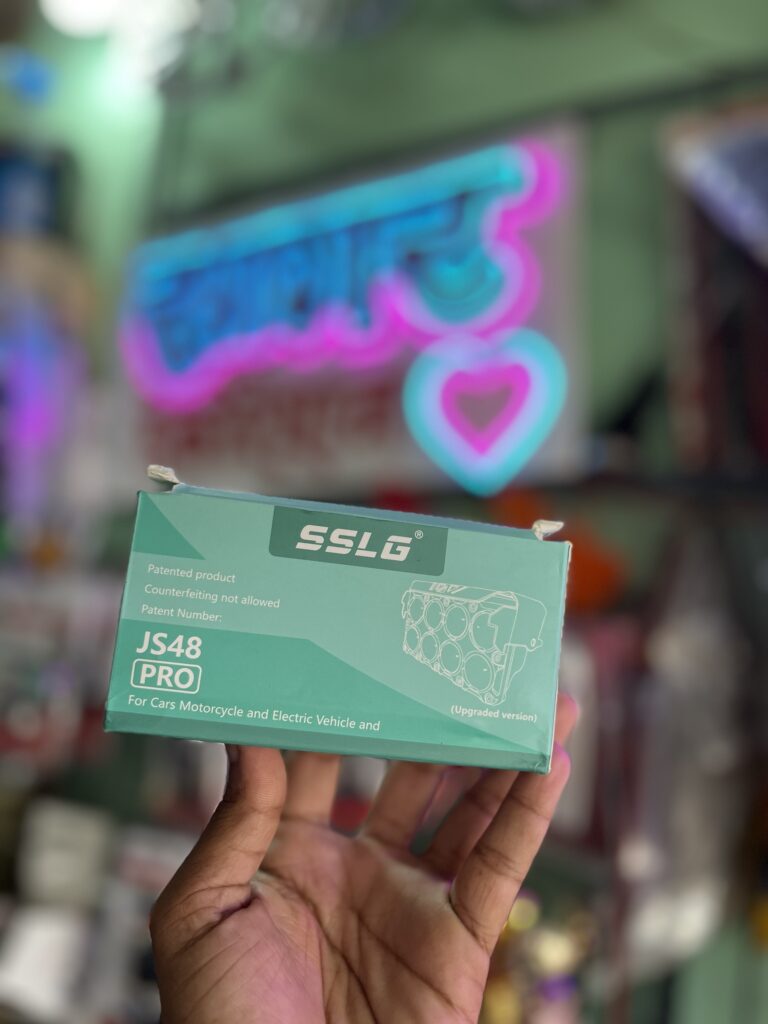 SSLG®
Patented product
Counterfeiting not allowed
Patent Number:
JS48
PRO
For Cars Motorcycle and Electric Vehicle and
(Upgraded version)